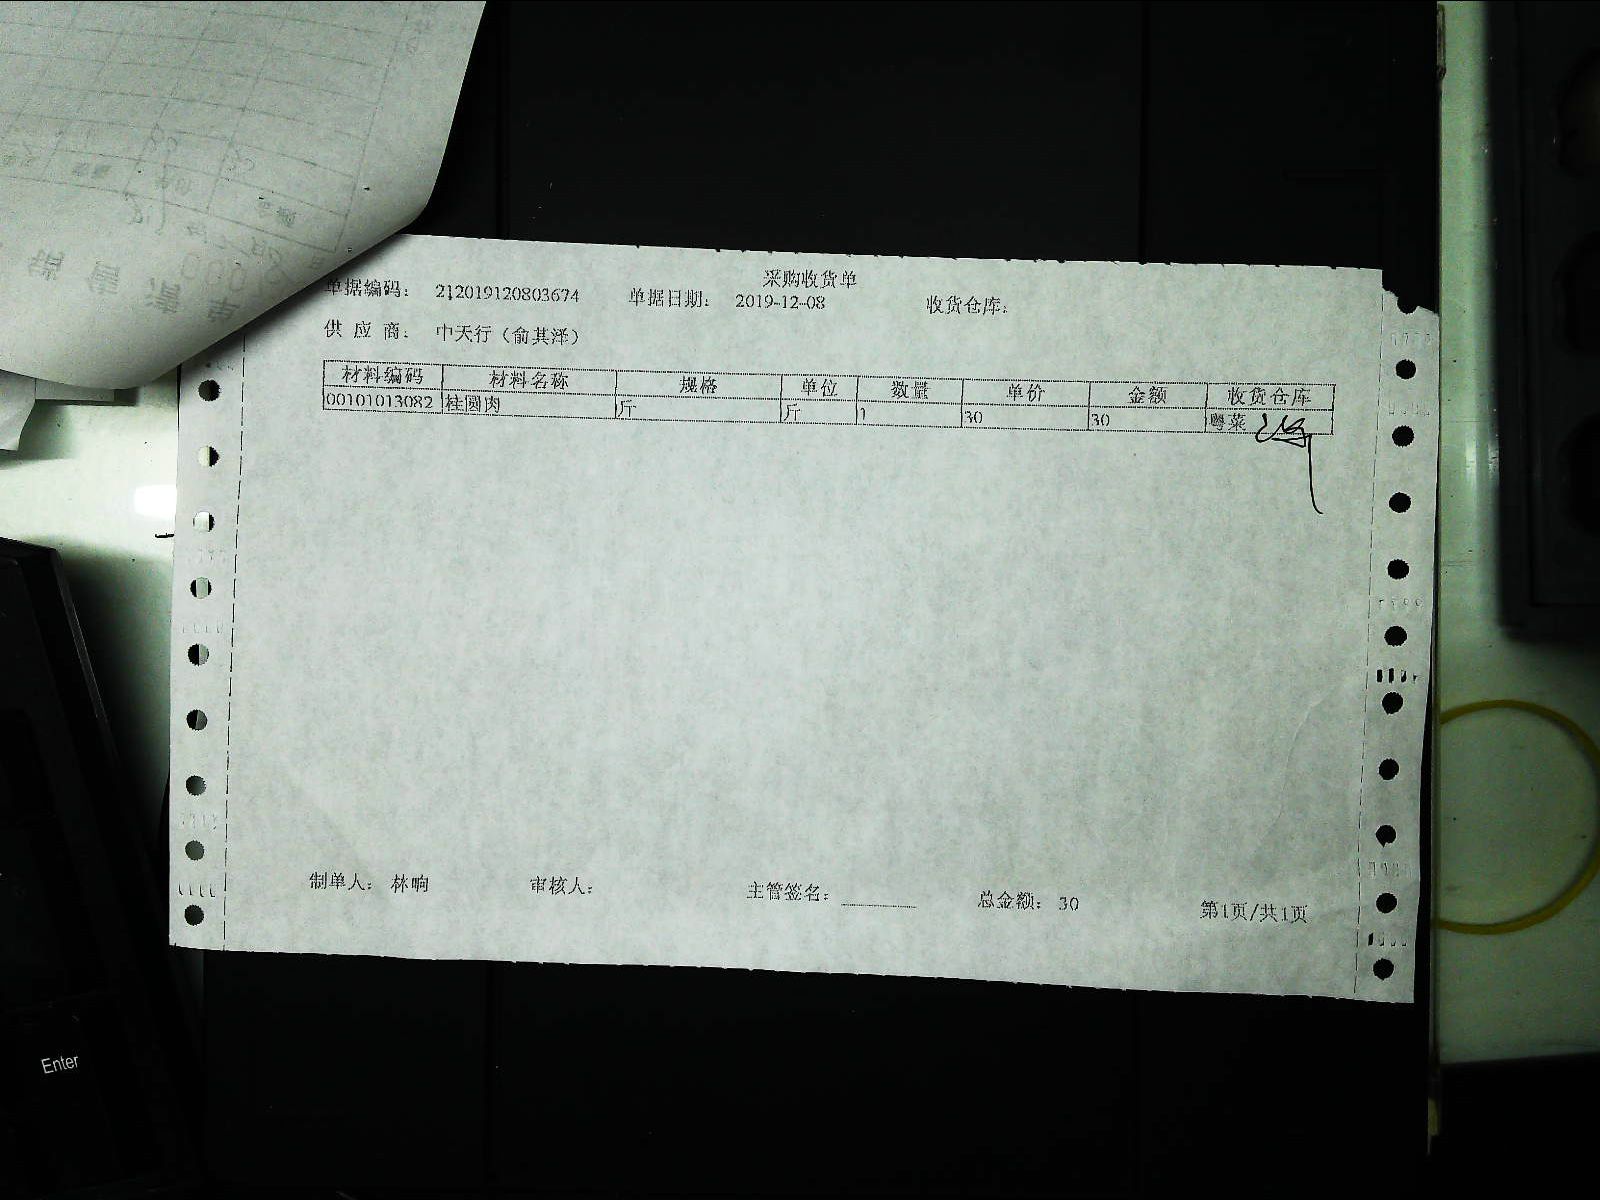 采购收货单
单据编码： 212019120803674 单据日期： 2019-12-08 收货仓库：
供 应 商： 中天行（俞其泽）
材料编码 材料名称 规格 单位 数量 单价 金额 收货仓库
00101013082 桂圆肉 斤 斤 1 30 30 粤菜
制单人： 林响 审核人： 主管签名： 总金额： 30 第1页/共1页
Enter